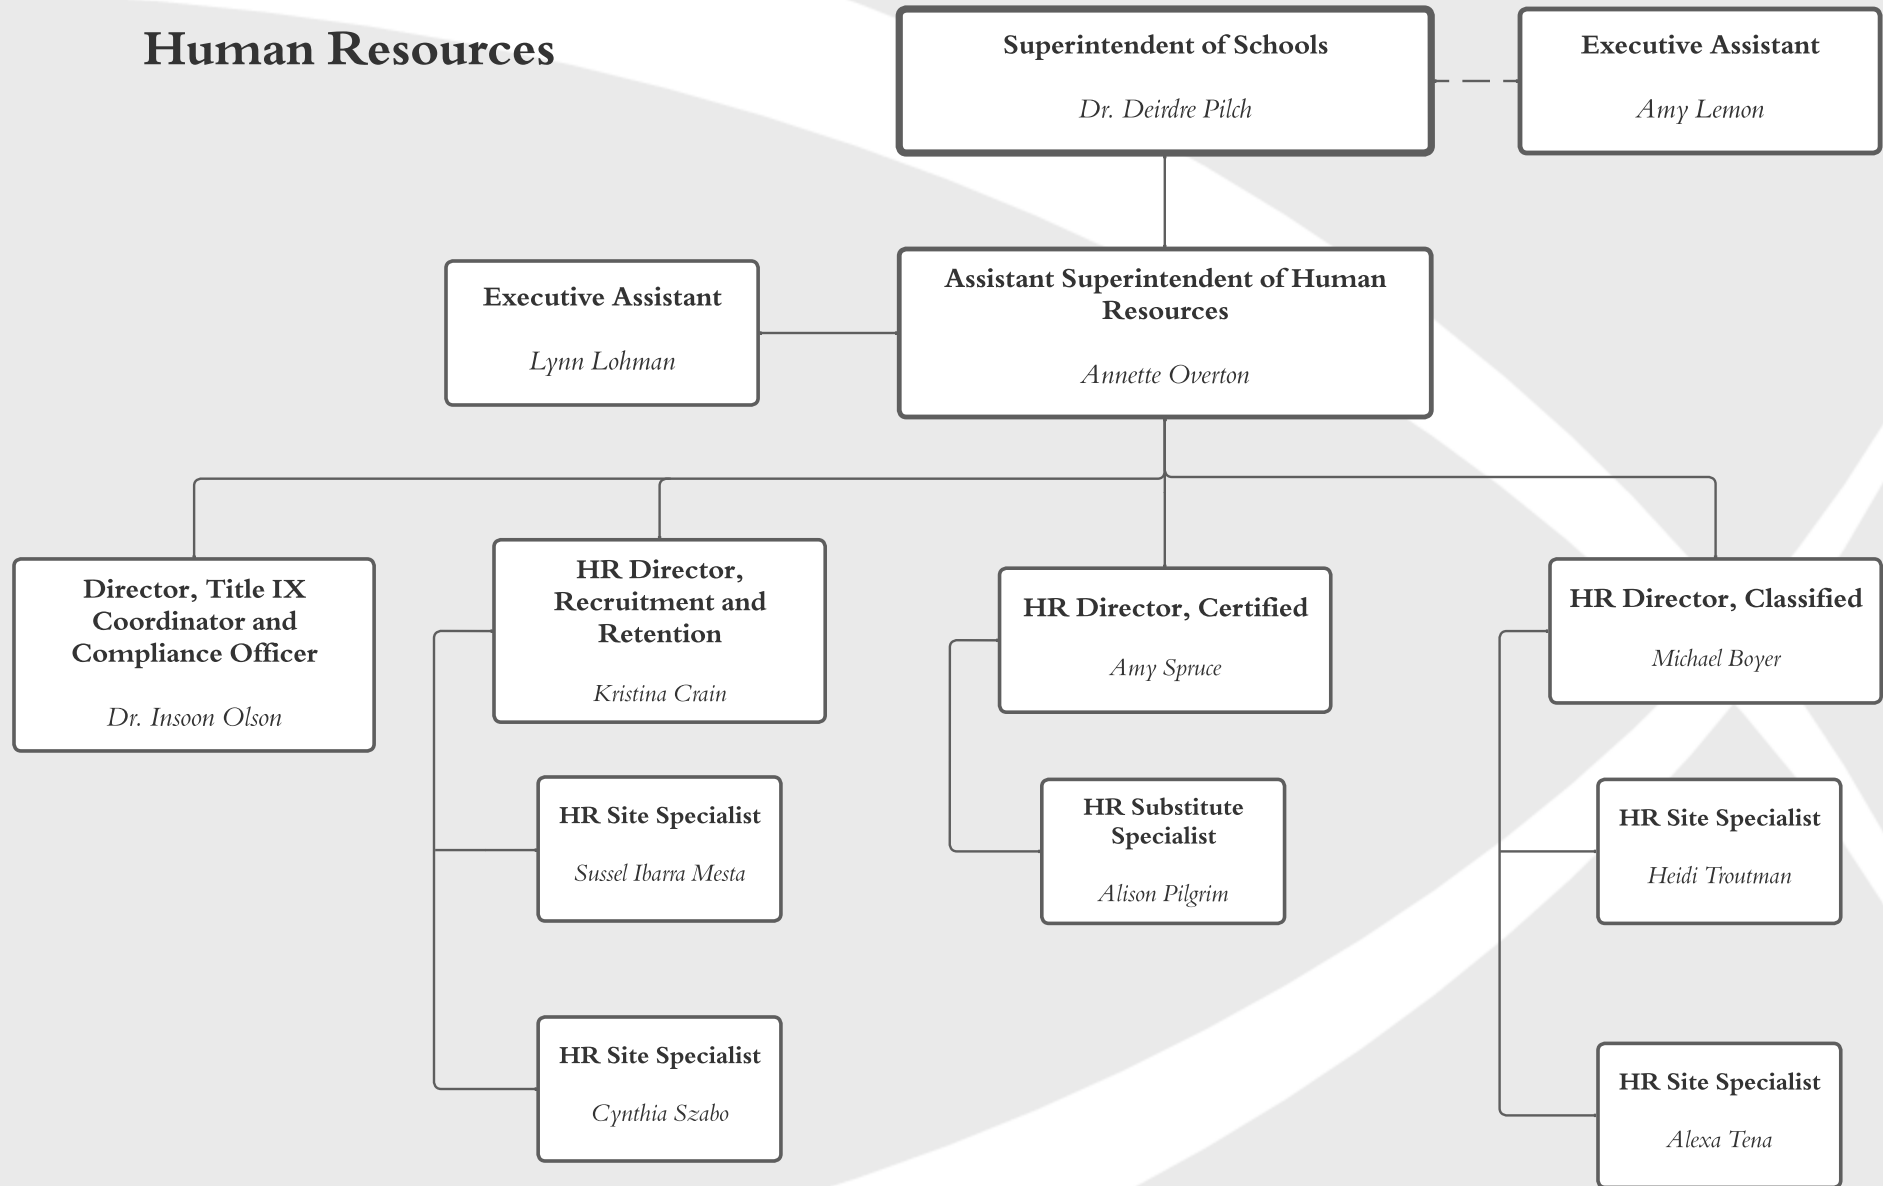 Human Resources
Superintendent of Schools
Dr. Deirdre Pilch
Executive Assistant
Amy Lemon
Executive Assistant
Lynn Lohman
Assistant Superintendent of Human
Resources
Annette Overton
Director, Title IX
Coordinator and
Compliance Officer
Dr. Insoon Olson
HR Director,
Recruitment and
Retention
Kristina Crain
HR Director, Certified
Amy Spruce
HR Director, Classified
Michael Boyer
HR Site Specialist
Sussel Ibarra Mesta
HR Substitute
Specialist
Alison Pilgrim
HR Site Specialist
Heidi Troutman
HR Site Specialist
Cynthia Szabo
HR Site Specialist
Alexa Tena